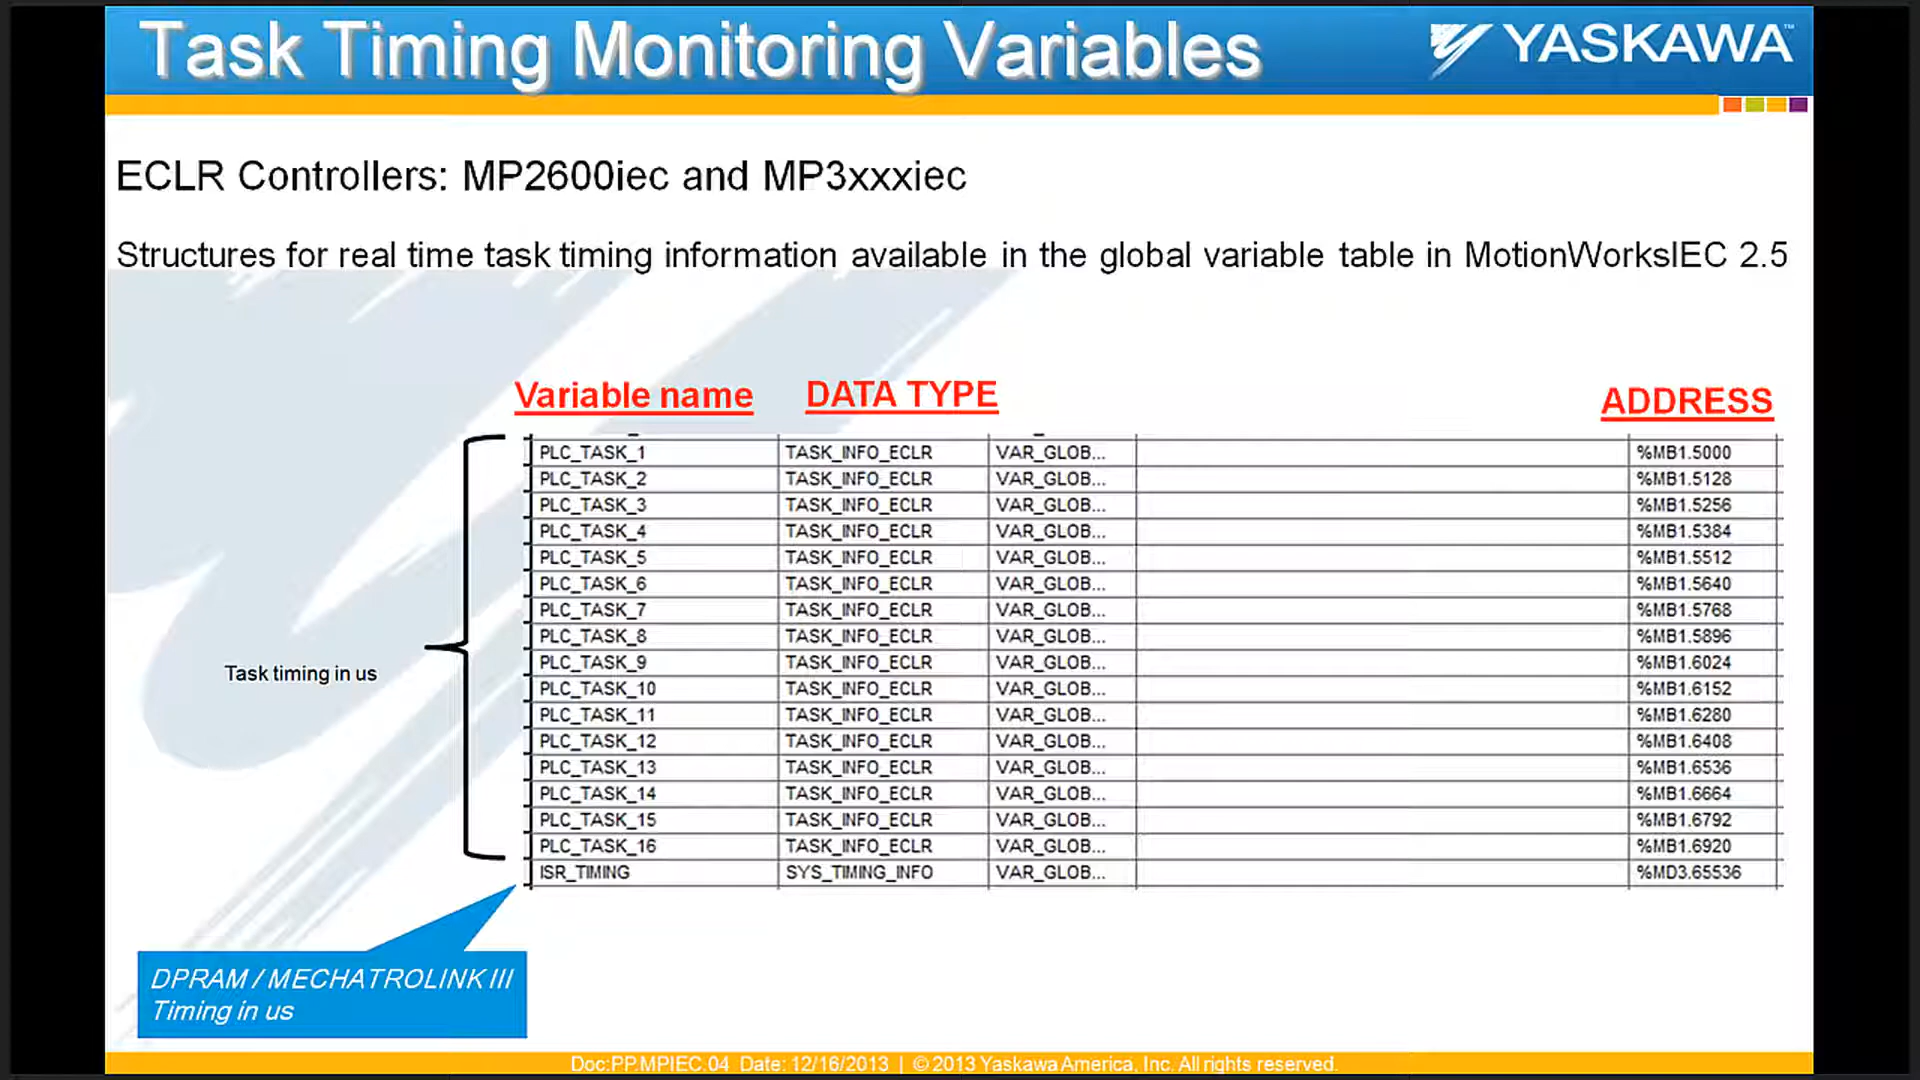 Task Timing Monitoring Variables
YASKAWA™
ECLR Controllers: MP2600iec and MP3xxxiec
Structures for real time task timing information available in the global variable table in MotionWorksIEC 2.5
Variable name DATA TYPE ADDRESS
PLC_TASK_1 TASK_INFO_ECLR VAR_GLOB... %MB1.5000
PLC_TASK_2 TASK_INFO_ECLR VAR_GLOB... %MB1.5128
PLC_TASK_3 TASK_INFO_ECLR VAR_GLOB... %MB1.5256
PLC_TASK_4 TASK_INFO_ECLR VAR_GLOB... %MB1.5384
PLC_TASK_5 TASK_INFO_ECLR VAR_GLOB... %MB1.5512
PLC_TASK_6 TASK_INFO_ECLR VAR_GLOB... %MB1.5640
PLC_TASK_7 TASK_INFO_ECLR VAR_GLOB... %MB1.5768
PLC_TASK_8 TASK_INFO_ECLR VAR_GLOB... %MB1.5896
PLC_TASK_9 TASK_INFO_ECLR VAR_GLOB... %MB1.6024
PLC_TASK_10 TASK_INFO_ECLR VAR_GLOB... %MB1.6152
PLC_TASK_11 TASK_INFO_ECLR VAR_GLOB... %MB1.6280
PLC_TASK_12 TASK_INFO_ECLR VAR_GLOB... %MB1.6408
PLC_TASK_13 TASK_INFO_ECLR VAR_GLOB... %MB1.6536
PLC_TASK_14 TASK_INFO_ECLR VAR_GLOB... %MB1.6664
PLC_TASK_15 TASK_INFO_ECLR VAR_GLOB... %MB1.6792
PLC_TASK_16 TASK_INFO_ECLR VAR_GLOB... %MB1.6920
ISR_TIMING SYS_TIMING_INFO VAR_GLOB... %MD3.65536
Task timing in us
DPRAM / MECHATROLINK III
Timing in us
Doc:PP.MPIEC.04 Date: 12/16/2013 | © 2013 Yaskawa America, Inc. All rights reserved.